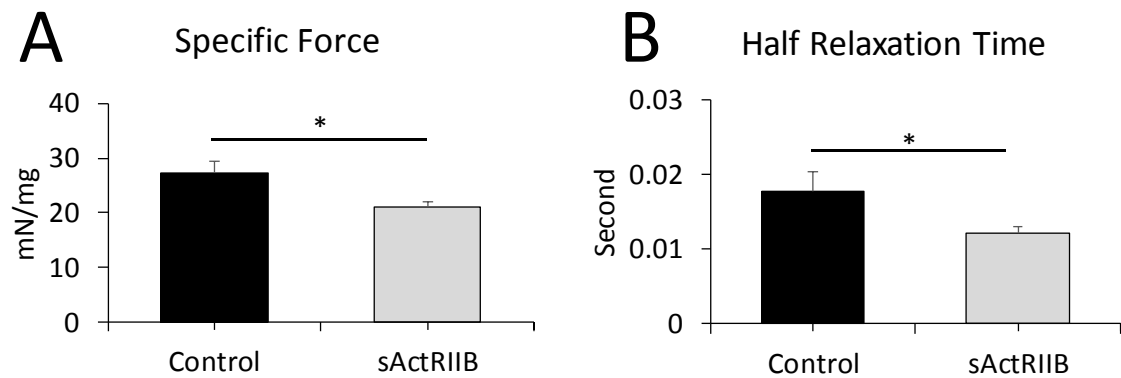 A
Specific Force
mN/mg
40
30
20
10
0
*
Control
sActRIIB
B
Half Relaxation Time
Second
0.03
0.02
0.01
0
*
Control
sActRIIB